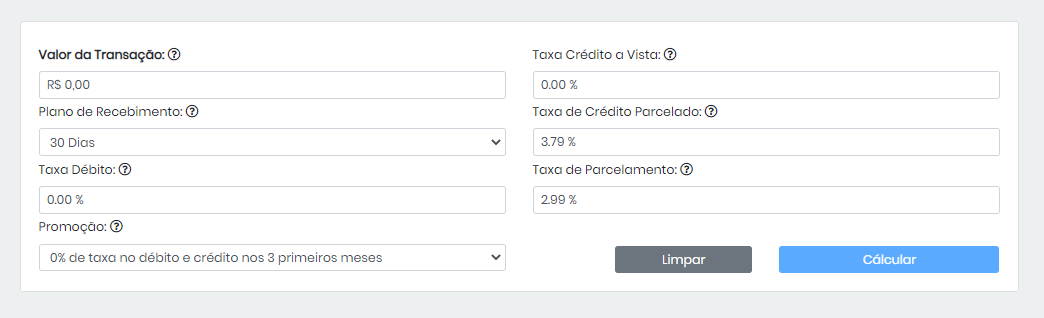 Valor da Transação:
R$ 0,00
Plano de Recebimento:
30 Dias
Taxa Débito:
0.00 %
Promoção:
0% de taxa no débito e crédito nos 3 primeiros meses
Taxa Crédito a Vista:
0.00 %
Taxa de Crédito Parcelado:
3.79 %
Taxa de Parcelamento:
2.99 %
Limpar
Cálcular